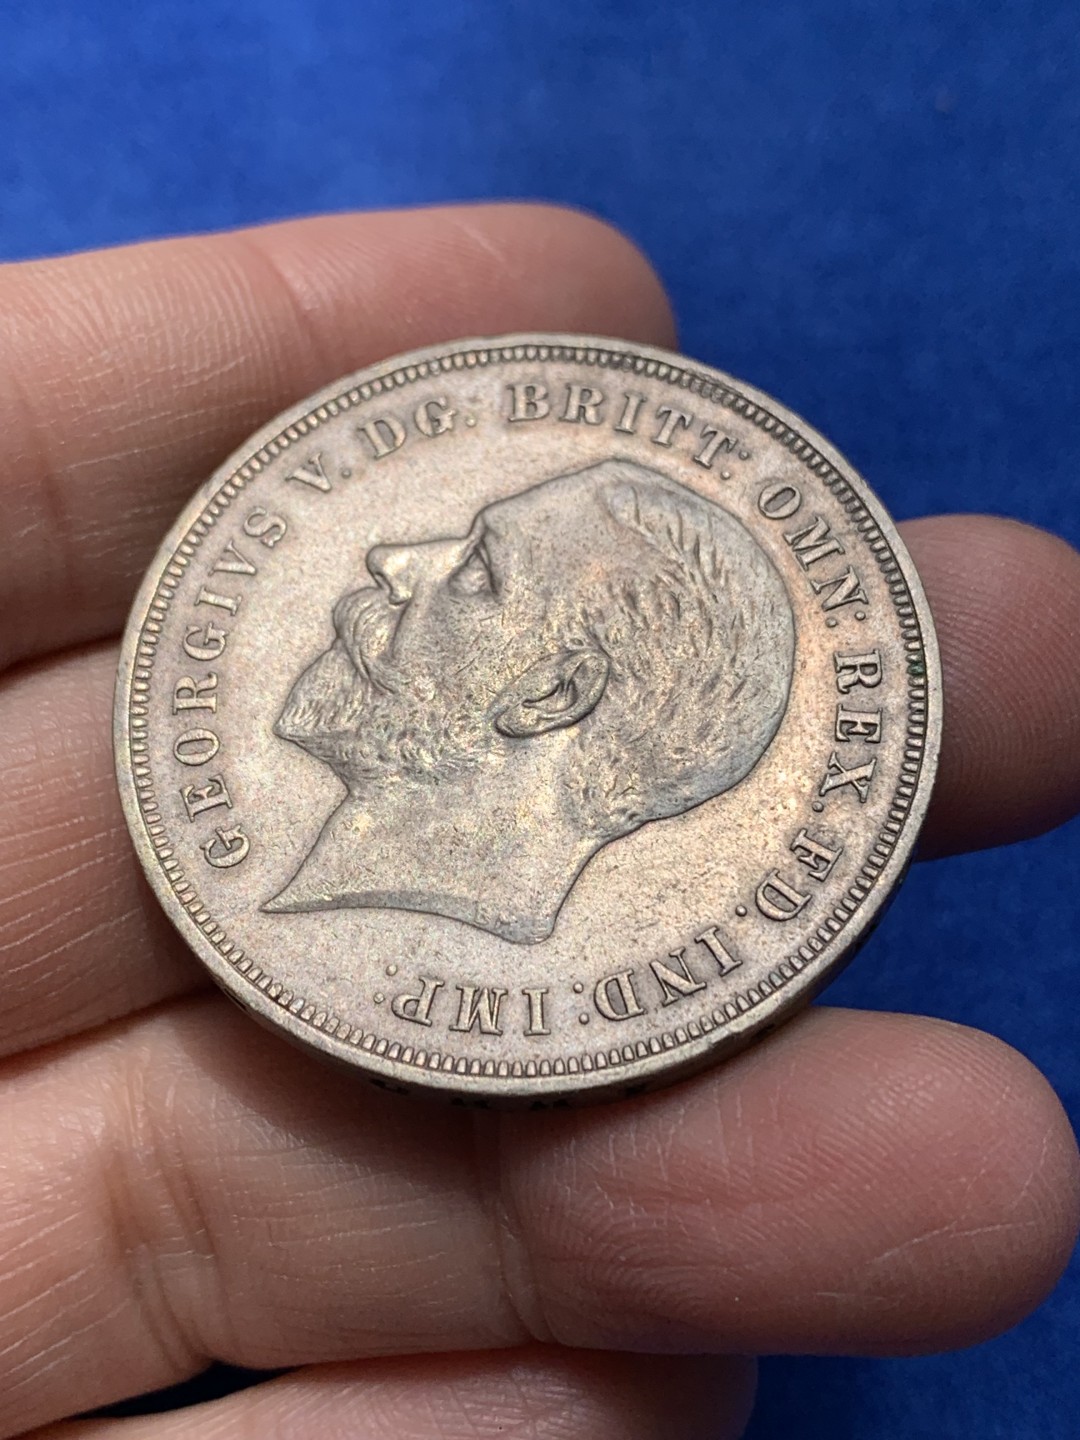 GEORGIVS V. DG. BRITT: OMN: REX. FD. IND: IMP.